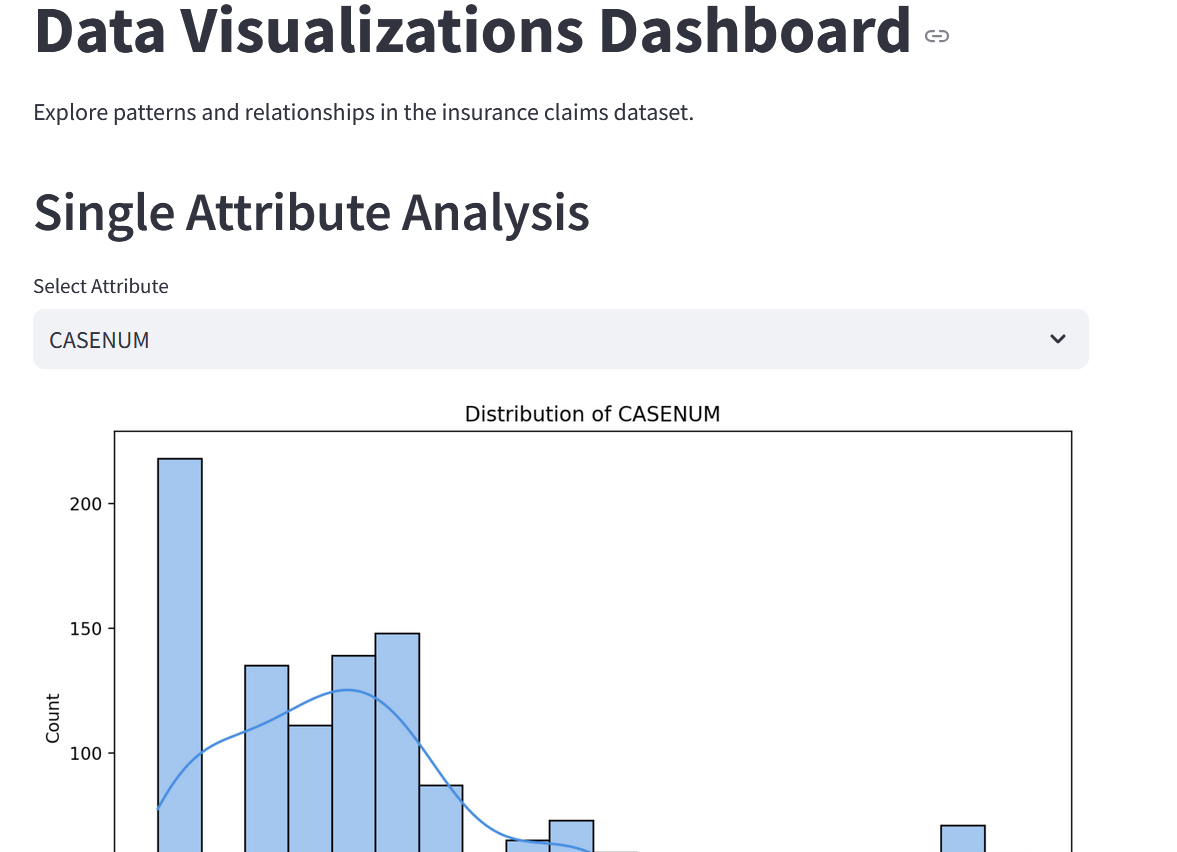 Data Visualizations Dashboard
Explore patterns and relationships in the insurance claims dataset.
Single Attribute Analysis
Select Attribute
CASENUM
Distribution of CASENUM
200
150
Count
100